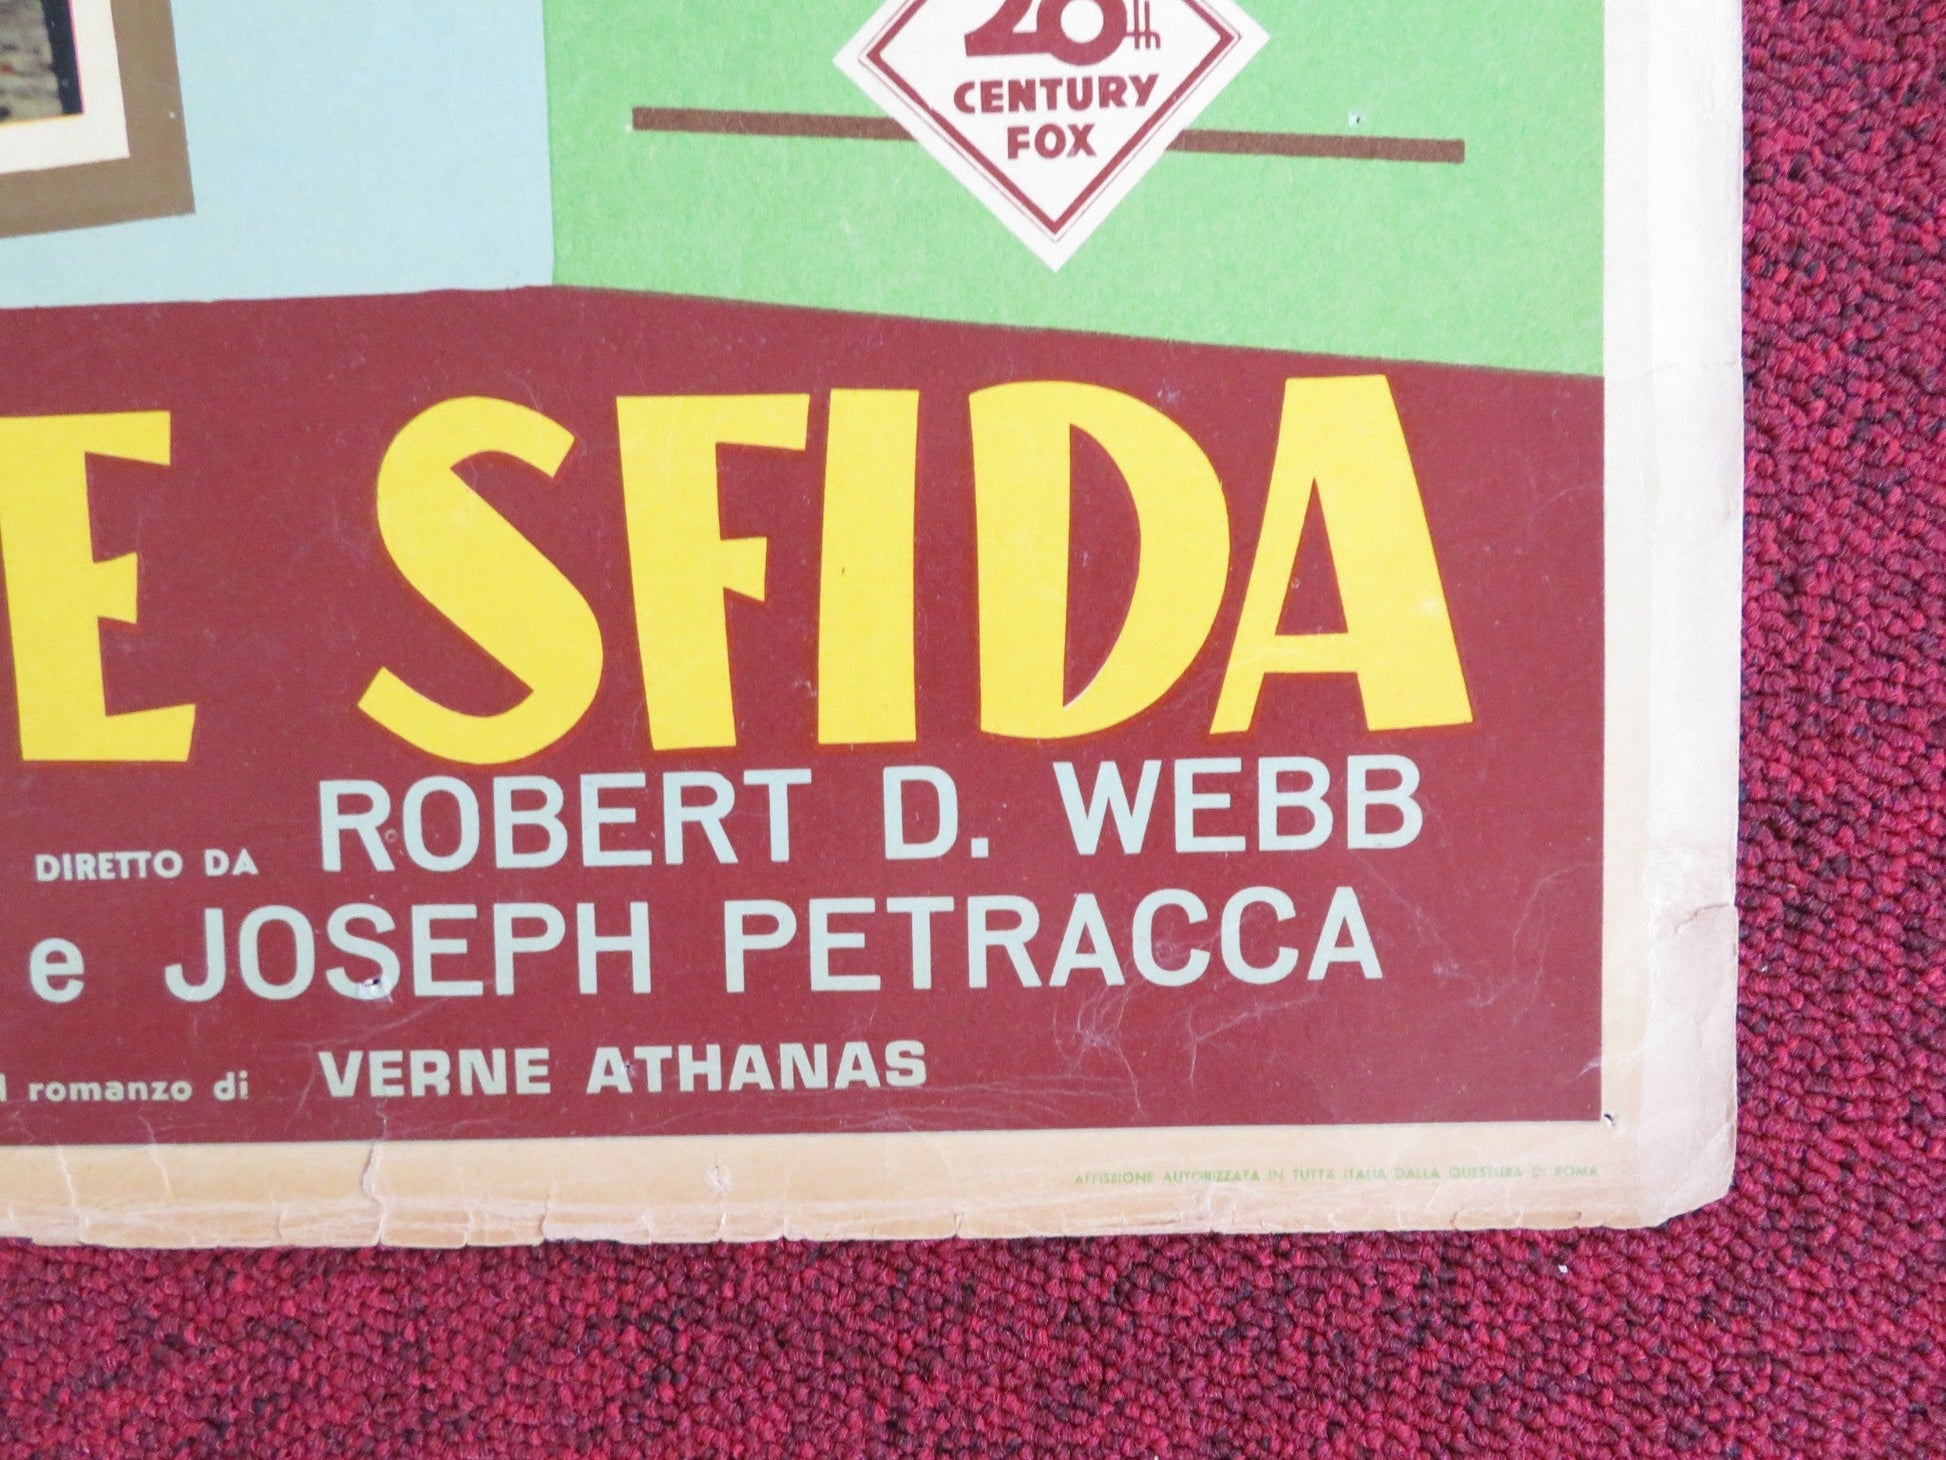 20th
CENTURY
FOX
E SFIDA
DIRETTO DA ROBERT D. WEBB
e JOSEPH PETRACCA
romanzo di VERNE ATHANAS
AFFISSIONE AUTORIZZATA IN TUTTA ITALIA DALLA QUESTURA DI ROMA